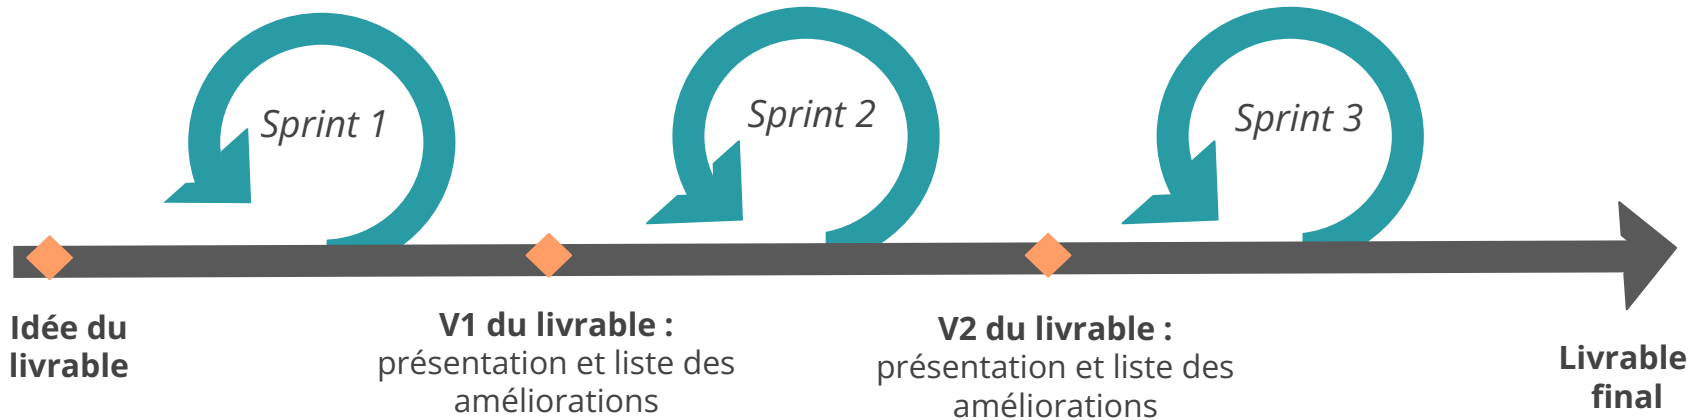 Sprint 1
Sprint 2
Sprint 3
Idée du
livrable
V1 du livrable :
présentation et liste des
améliorations
V2 du livrable :
présentation et liste des
améliorations
Livrable
final